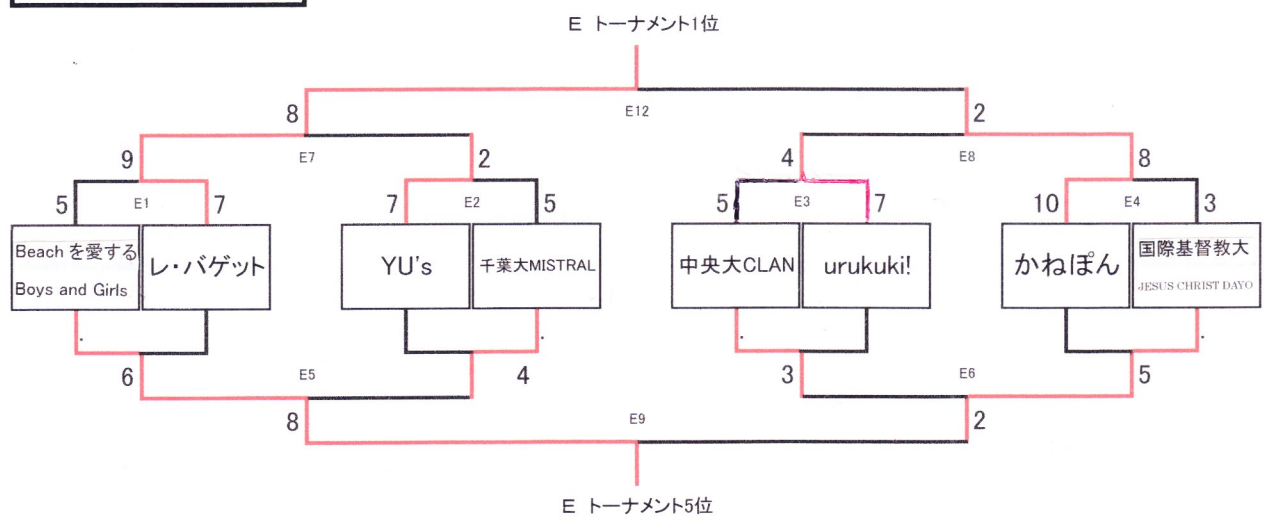 E トーナメント1位
8
E12
2
9
E7
2
4
E8
8
5
E1
7
7
E2
5
5
E3
7
10
E4
3
Beach を愛する
Boys and Girls
レ・バゲット
YU's
千葉大MISTRAL
中央大CLAN
urukuki!
かねぽん
国際基督教大
JESUS CHRIST DAYO
6
E5
4
3
E6
5
8
E9
2
E トーナメント5位